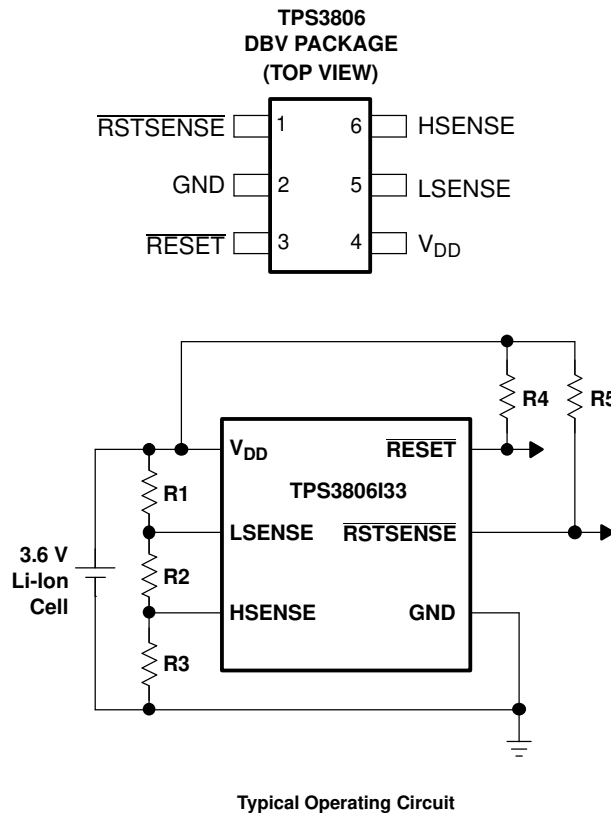 TPS3806
DBV PACKAGE
(TOP VIEW)
RSTSENSE 1 6 HSENSE
GND 2 5 LSENSE
RESET 3 4 VDD
R4 R5
VDD RESET
R1 TPS3806I33
LSENSE RSTSENSE
3.6 V
Li-Ion
Cell
R2
HSENSE GND
R3
Typical Operating Circuit